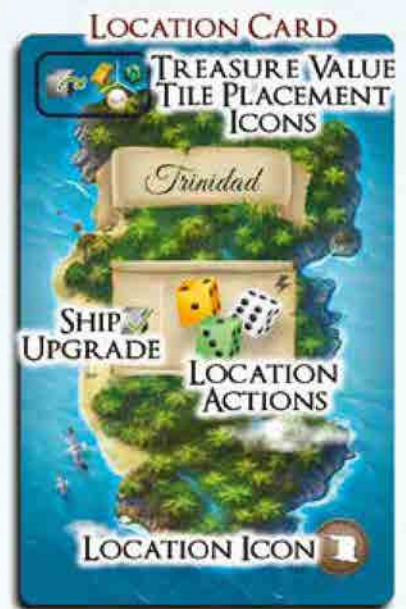 LOCATION CARD
TREASURE VALUE
TILE PLACEMENT
ICONS
Trinidad
SHIP
UPGRADE
LOCATION
ACTIONS
LOCATION ICON